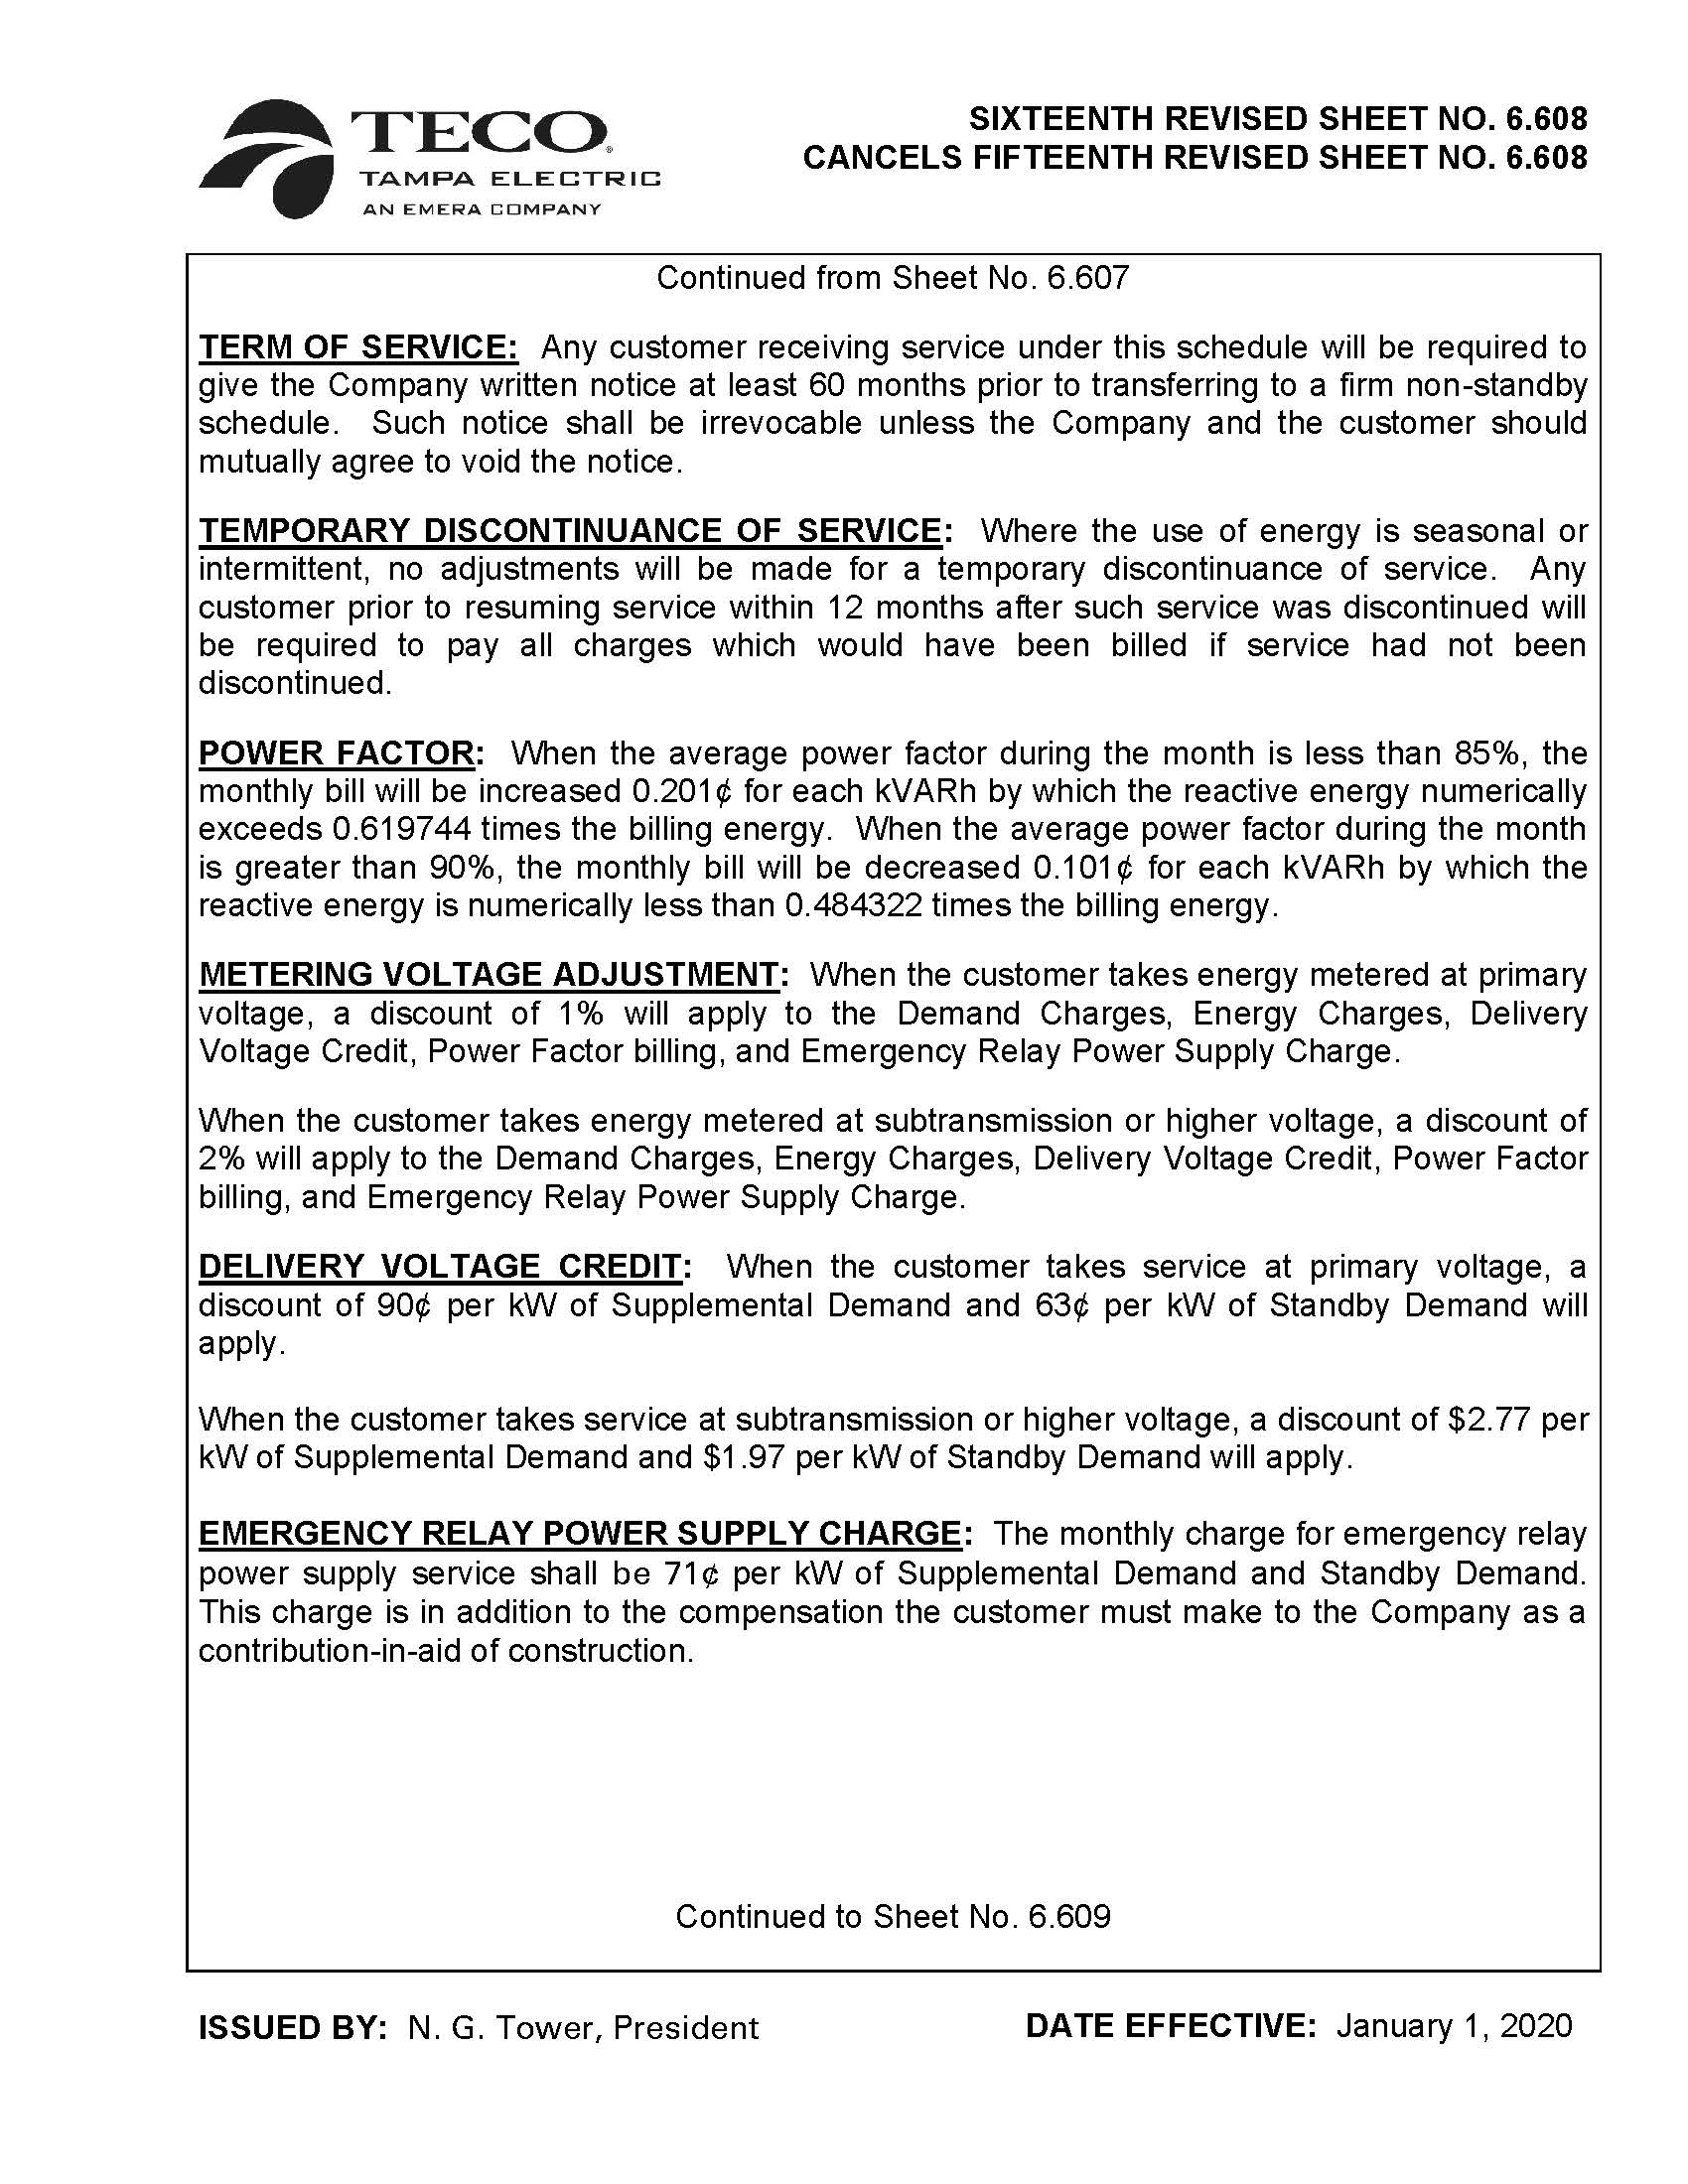 TECO®
TAMPA ELECTRIC
AN EMERA COMPANY
SIXTEENTH REVISED SHEET NO. 6.608
CANCELS FIFTEENTH REVISED SHEET NO. 6.608
Continued from Sheet No. 6.607
TERM OF SERVICE: Any customer receiving service under this schedule will be required to
give the Company written notice at least 60 months prior to transferring to a firm non-standby
schedule. Such notice shall be irrevocable unless the Company and the customer should
mutually agree to void the notice.
TEMPORARY DISCONTINUANCE OF SERVICE: Where the use of energy is seasonal or
intermittent, no adjustments will be made for a temporary discontinuance of service. Any
customer prior to resuming service within 12 months after such service was discontinued will
be required to pay all charges which would have been billed if service had not been
discontinued.
POWER FACTOR: When the average power factor during the month is less than 85%, the
monthly bill will be increased 0.201¢ for each kVARh by which the reactive energy numerically
exceeds 0.619744 times the billing energy. When the average power factor during the month
is greater than 90%, the monthly bill will be decreased 0.101¢ for each kVARh by which the
reactive energy is numerically less than 0.484322 times the billing energy.
METERING VOLTAGE ADJUSTMENT: When the customer takes energy metered at primary
voltage, a discount of 1% will apply to the Demand Charges, Energy Charges, Delivery
Voltage Credit, Power Factor billing, and Emergency Relay Power Supply Charge.
When the customer takes energy metered at subtransmission or higher voltage, a discount of
2% will apply to the Demand Charges, Energy Charges, Delivery Voltage Credit, Power Factor
billing, and Emergency Relay Power Supply Charge.
DELIVERY VOLTAGE CREDIT: When the customer takes service at primary voltage, a
discount of 90¢ per kW of Supplemental Demand and 63¢ per kW of Standby Demand will
apply.
When the customer takes service at subtransmission or higher voltage, a discount of $2.77 per
kW of Supplemental Demand and $1.97 per kW of Standby Demand will apply.
EMERGENCY RELAY POWER SUPPLY CHARGE: The monthly charge for emergency relay
power supply service shall be 71¢ per kW of Supplemental Demand and Standby Demand.
This charge is in addition to the compensation the customer must make to the Company as a
contribution-in-aid of construction.
Continued to Sheet No. 6.609
ISSUED BY: N. G. Tower, President
DATE EFFECTIVE: January 1, 2020